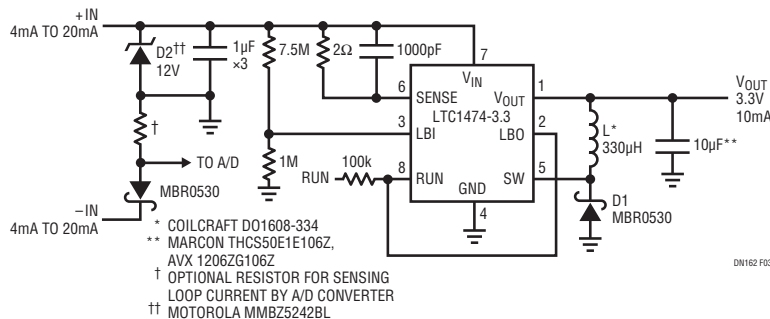 +IN
4mA TO 20mA
D2††
12V
1µF
×3
7.5M
2Ω
1000pF
7
VIN
6
SENSE
VOUT
1
LTC1474-3.3
3
LBI
LBO
2
1M
100k
RUN
8
RUN
SW
5
GND
4
L*
330µH
10µF**
VOUT
3.3V
10mA
D1
MBR0530
†
TO A/D
MBR0530
–IN
4mA TO 20mA
* COILCRAFT DO1608-334
** MARCON THCS50E1E106Z,
AVX 1206ZG106Z
† OPTIONAL RESISTOR FOR SENSING
LOOP CURRENT BY A/D CONVERTER
†† MOTOROLA MMBZ5242BL